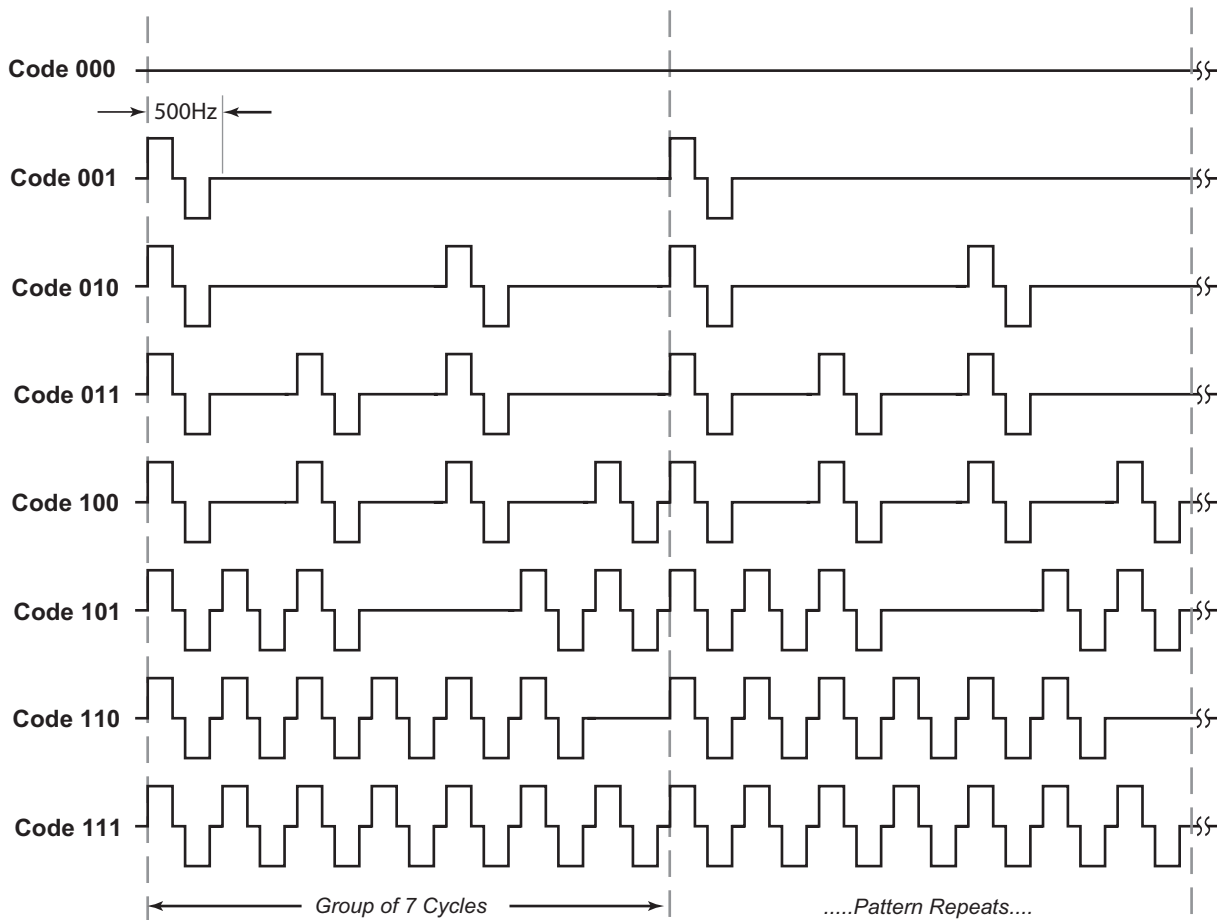 Code 000
500Hz
Code 001
Code 010
Code 011
Code 100
Code 101
Code 110
Code 111
Group of 7 Cycles
.....Pattern Repeats....